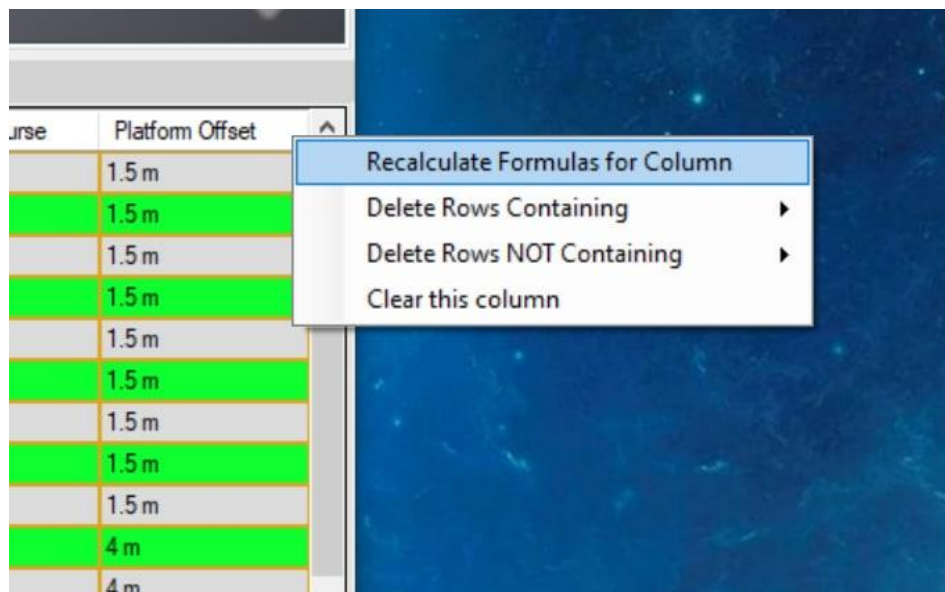 urse Platform Offset
1.5 m
1.5 m
1.5 m
1.5 m
1.5 m
1.5 m
1.5 m
1.5 m
1.5 m
4 m
4 m
Recalculate Formulas for Column
Delete Rows Containing
Delete Rows NOT Containing
Clear this column